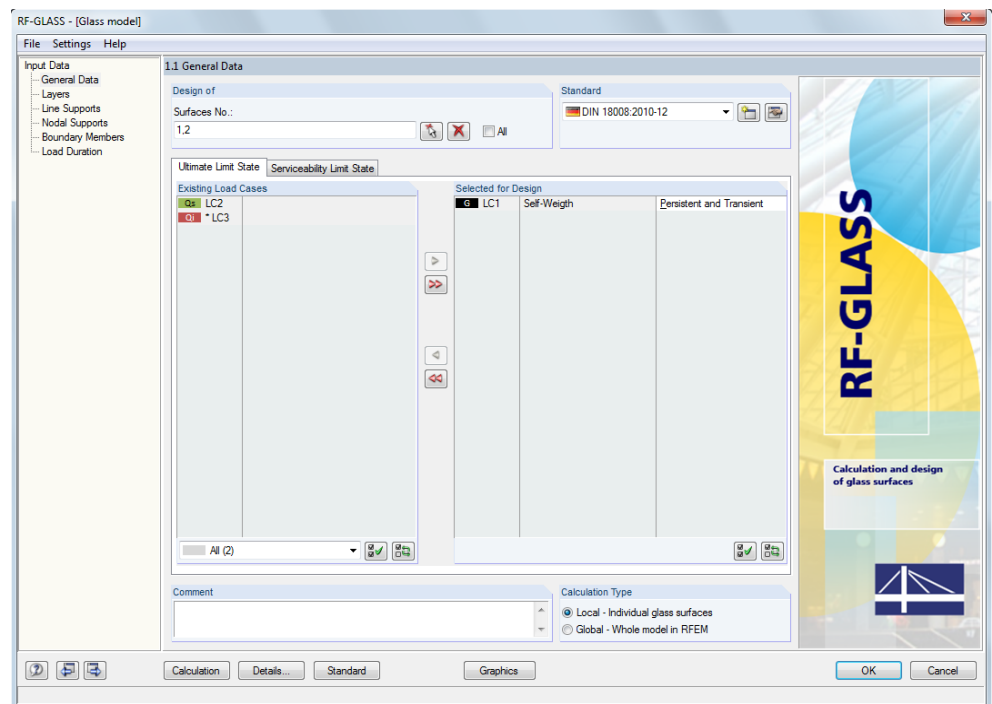 RF-GLASS - [Glass model]
File Settings Help
Input Data
General Data
Layers
Line Supports
Nodal Supports
Boundary Members
Load Duration
1.1 General Data
Design of
Surfaces No.:
1,2
All
Standard
DIN 18008:2010-12
Ultimate Limit State Serviceability Limit State
Existing Load Cases
Qs LC2
Qi * LC3
Selected for Design
G LC1 Self-Weigth Persistent and Transient
All (2)
Comment
Calculation Type
Local - Individual glass surfaces
Global - Whole model in RFEM
RF-GLASS
Calculation and design
of glass surfaces
Calculation Details... Standard Graphics OK Cancel